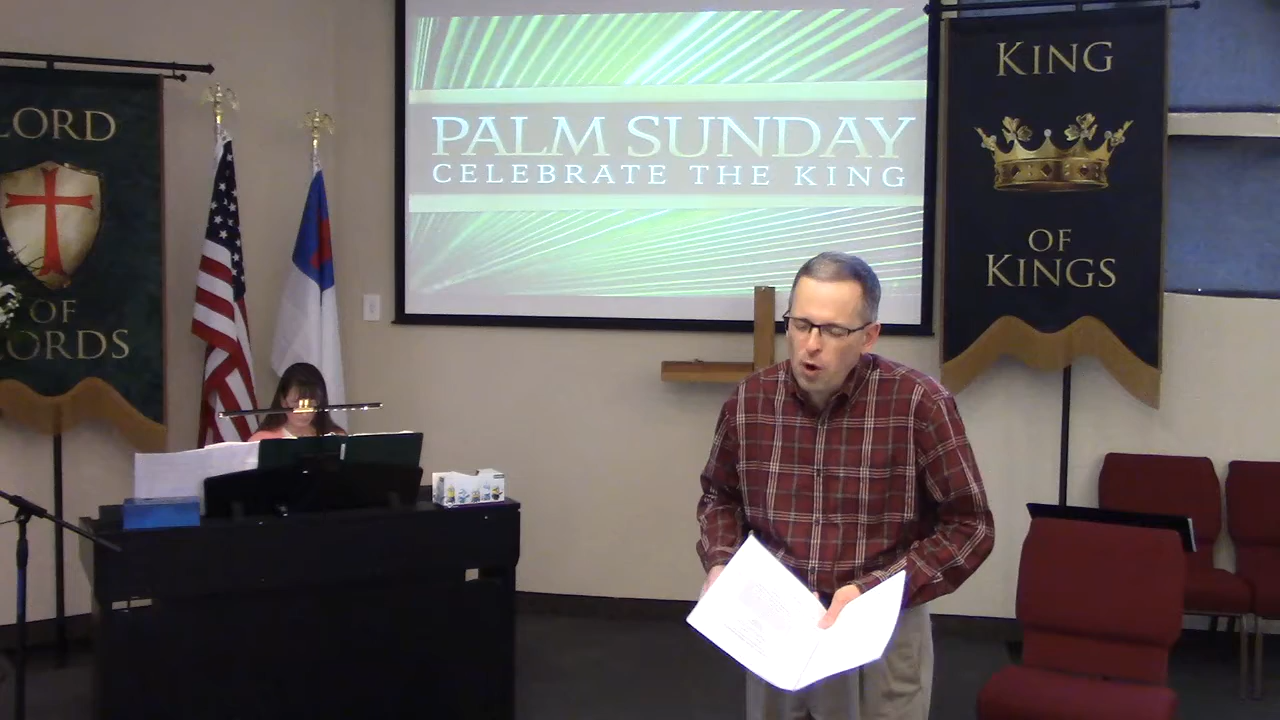 LORD
OF
LORDS
PALM SUNDAY
CELEBRATE THE KING
KING
OF
KINGS